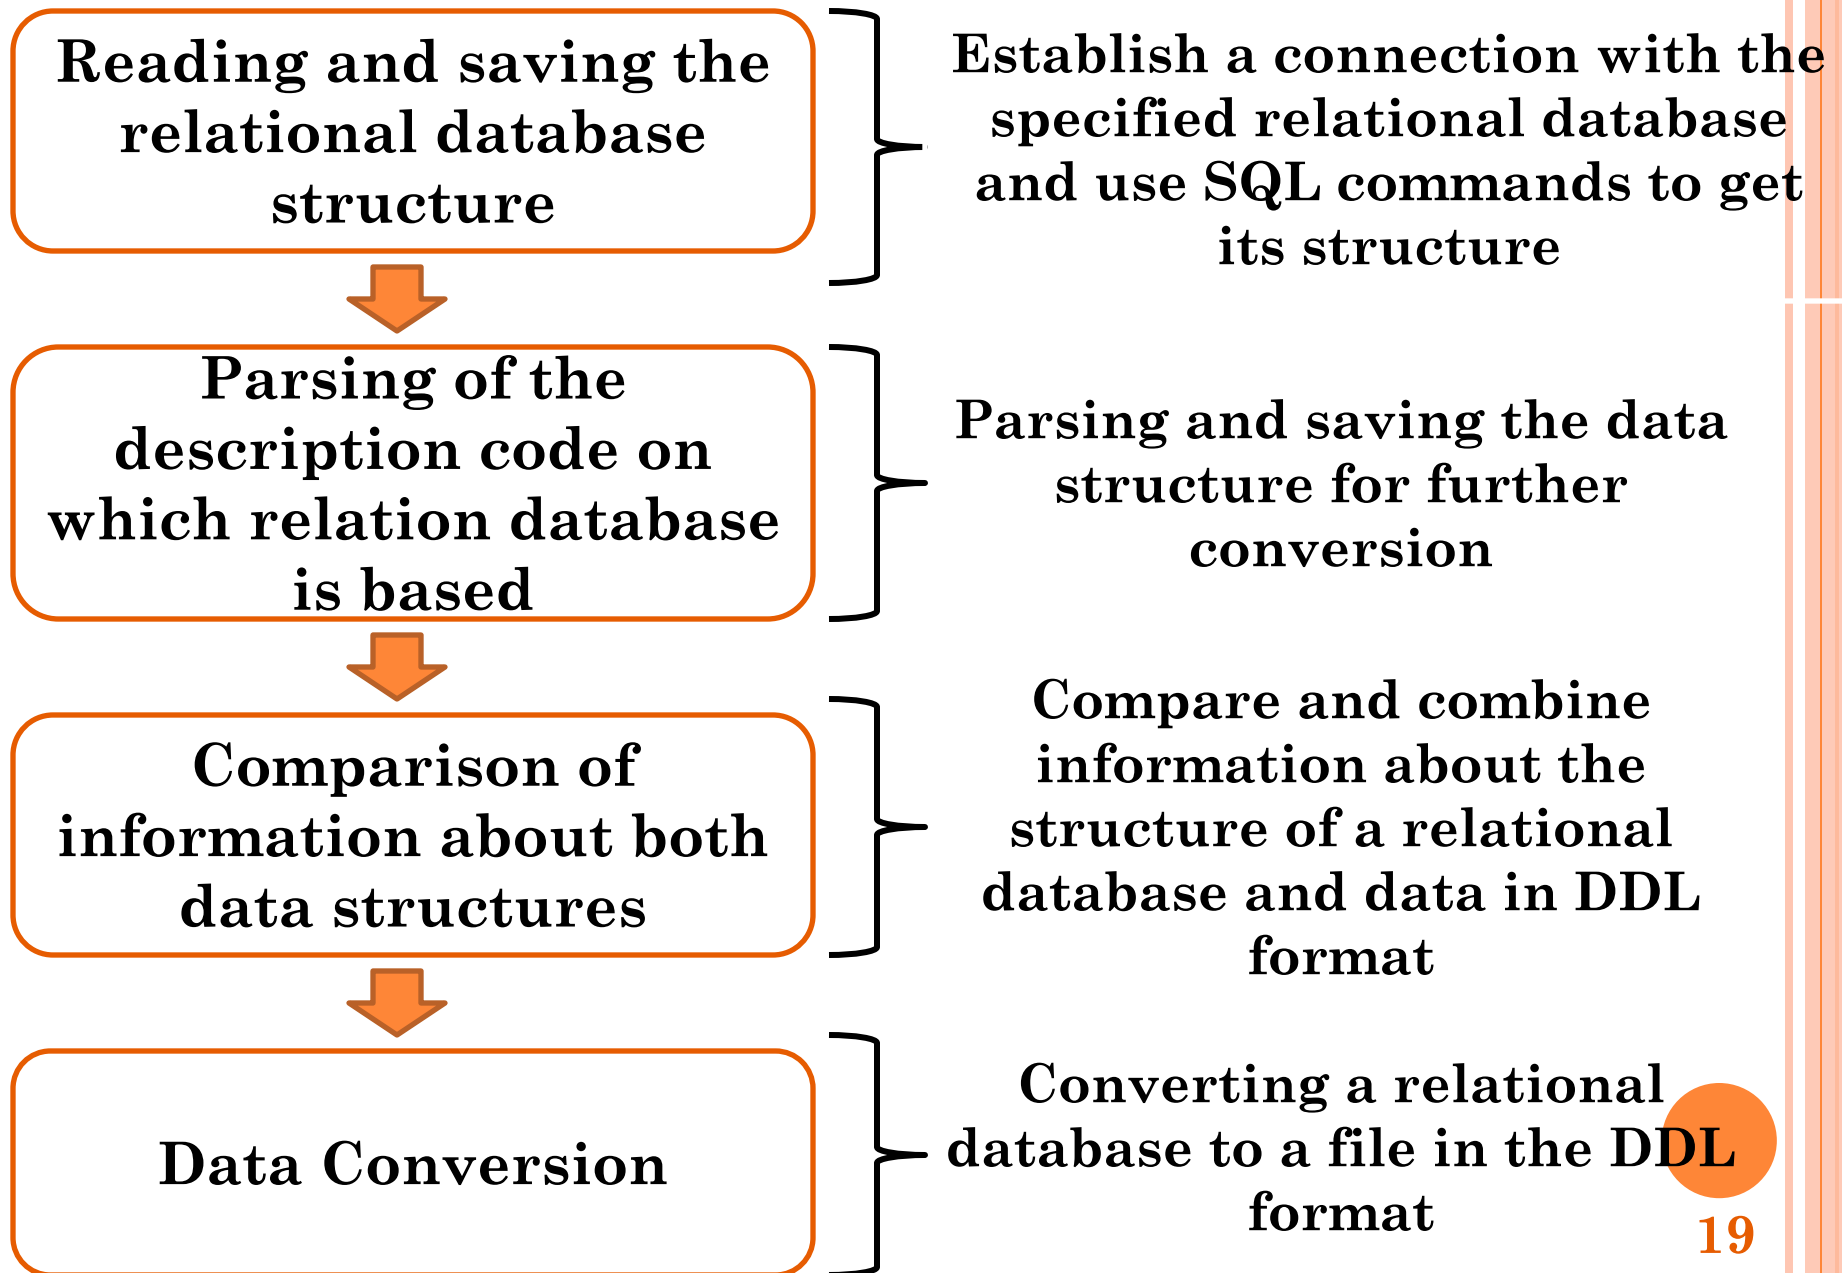 Reading and saving the
relational database
structure
Establish a connection with the
specified relational database
and use SQL commands to get
its structure
Parsing of the
description code on
which relation database
is based
Parsing and saving the data
structure for further
conversion
Comparison of
information about both
data structures
Compare and combine
information about the
structure of a relational
database and data in DDL
format
Data Conversion
Converting a relational
database to a file in the DDL
format
19